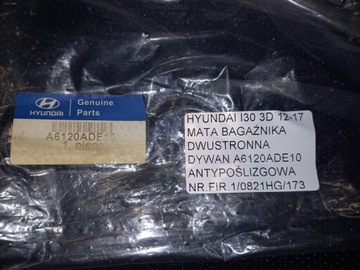 HYUNDAI
Genuine
Parts
A6120ADE10
1 piece
HYUNDAI I30 3D 12-17
MATA BAGAŻNIKA
DWUSTRONNA
DYWAN A6120ADE10
ANTYPOŚLIZGOWA
NR.FIR.1/0821HG/173